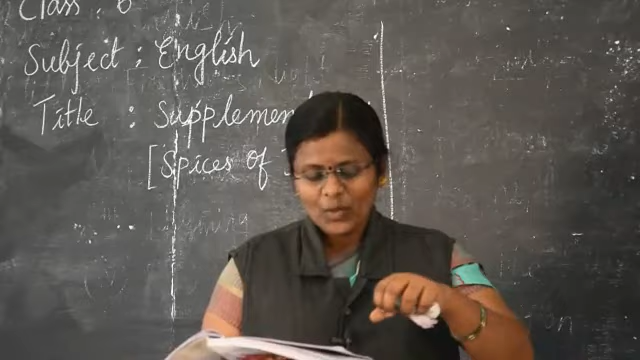 Class : 6
Subject : English
Title : Supplemen
[Spices of